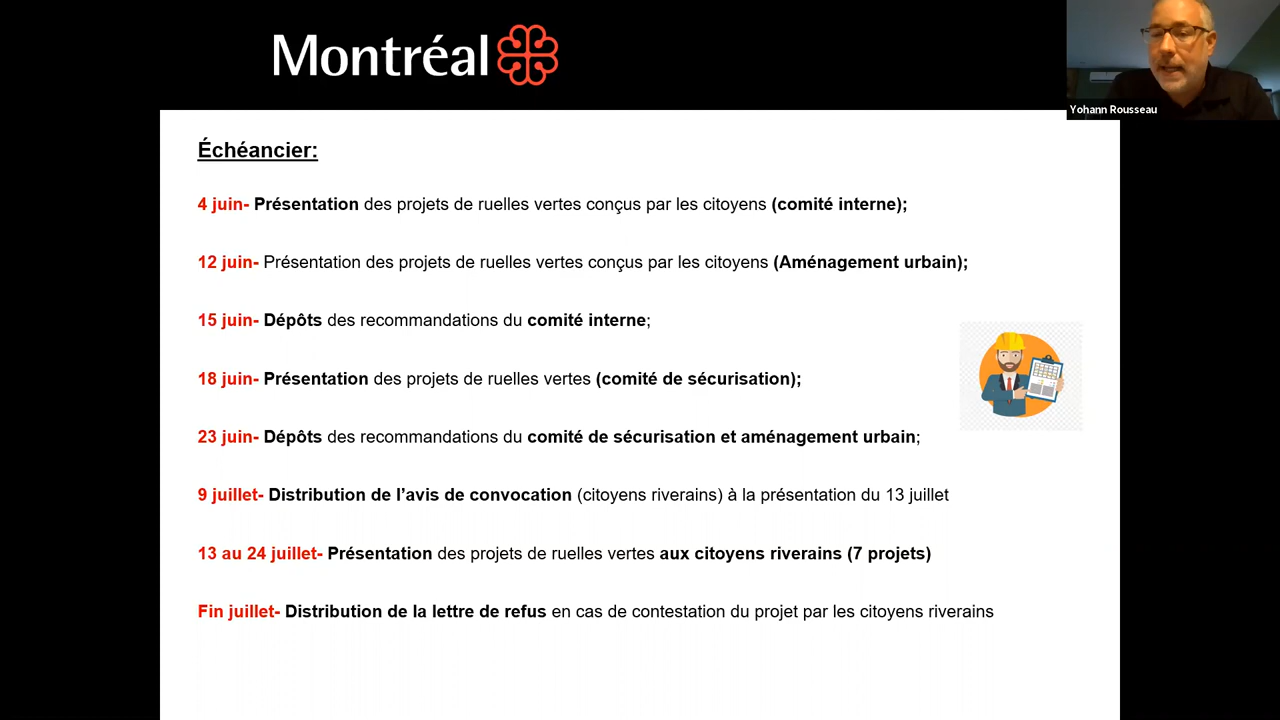 Montréal
Yohann Rousseau
Échéancier:
4 juin- Présentation des projets de ruelles vertes conçus par les citoyens (comité interne);
12 juin- Présentation des projets de ruelles vertes conçus par les citoyens (Aménagement urbain);
15 juin- Dépôts des recommandations du comité interne;
18 juin- Présentation des projets de ruelles vertes (comité de sécurisation);
23 juin- Dépôts des recommandations du comité de sécurisation et aménagement urbain;
9 juillet- Distribution de l’avis de convocation (citoyens riverains) à la présentation du 13 juillet
13 au 24 juillet- Présentation des projets de ruelles vertes aux citoyens riverains (7 projets)
Fin juillet- Distribution de la lettre de refus en cas de contestation du projet par les citoyens riverains